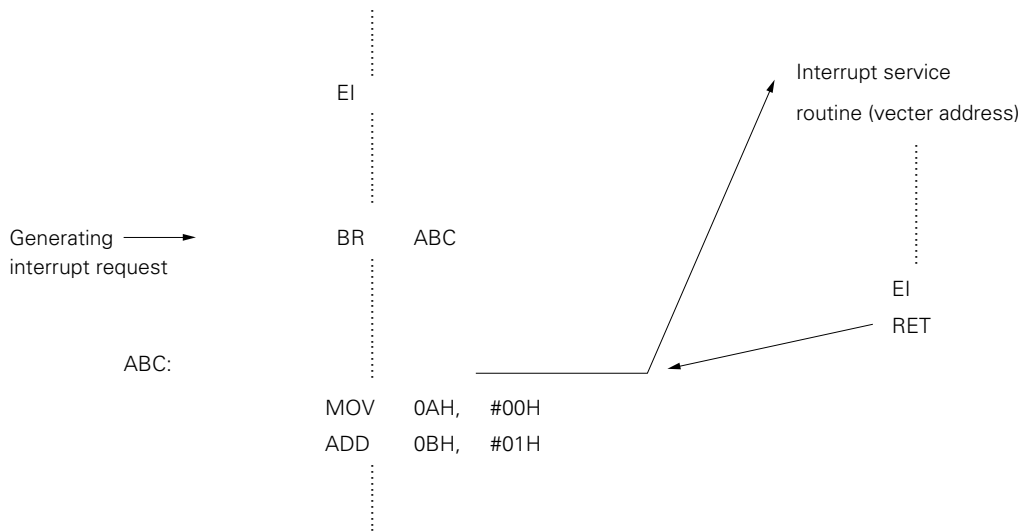 EI
Interrupt service
routine (vecter address)
Generating
interrupt request
BR ABC
EI
RET
ABC:
MOV 0AH, #00H
ADD 0BH, #01H